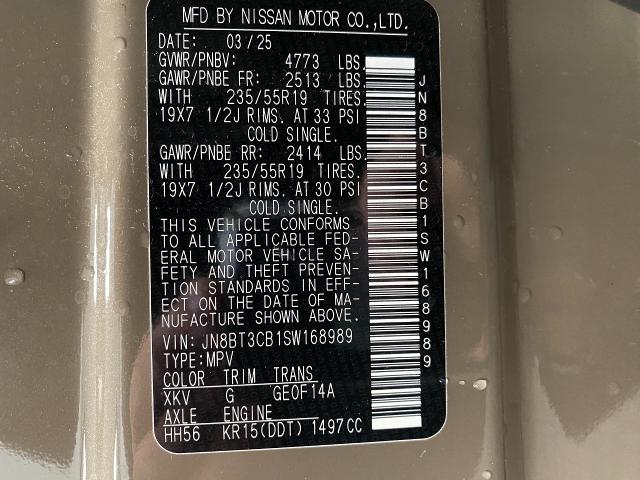 MFD BY NISSAN MOTOR CO.,LTD.
DATE: 03/25
GVWR/PNBV: 4773 LBS.
GAWR/PNBE FR: 2513 LBS.
WITH 235/55R19 TIRES.
19X7 1/2J RIMS. AT 33 PSI
COLD SINGLE.
GAWR/PNBE RR: 2414 LBS.
WITH 235/55R19 TIRES.
19X7 1/2J RIMS. AT 30 PSI
COLD SINGLE.
THIS VEHICLE CONFORMS
TO ALL APPLICABLE FED-
ERAL MOTOR VEHICLE SA-
FETY AND THEFT PREVEN-
TION STANDARDS IN EFF-
ECT ON THE DATE OF MA-
NUFACTURE SHOWN ABOVE.
VIN: JN8BT3CB1SW168989
TYPE:MPV
COLOR TRIM TRANS
XKV G GEOF14A
AXLE ENGINE
HH56 KR15(DDT) 1497CC
JN8BT3CB1SW168989